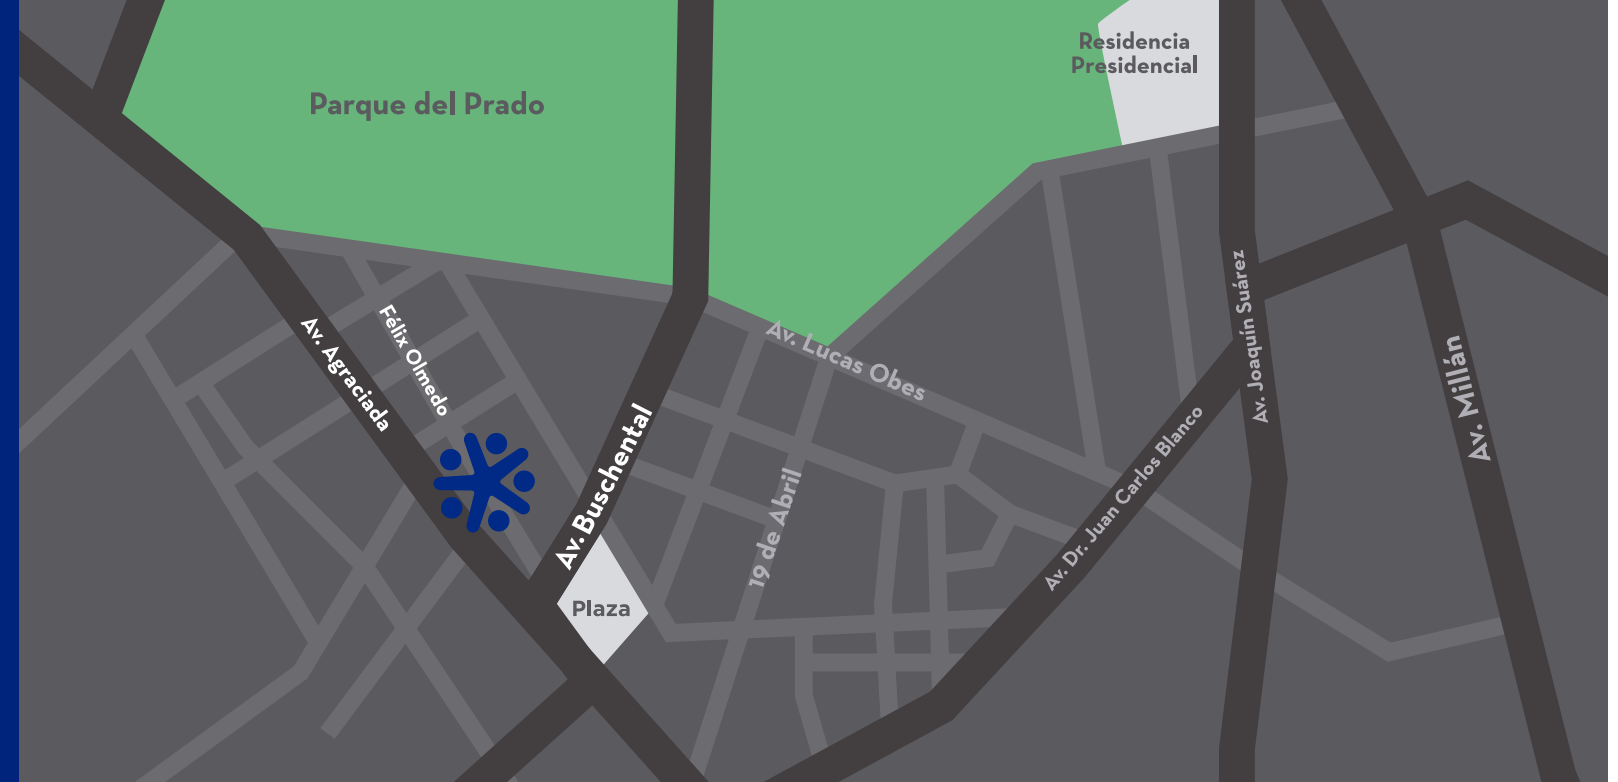 Residencia
Presidencial
Parque del Prado
Av. Agraciada
Félix Olmedo
Av. Buschental
Av. Lucas Obes
19 de Abril
Plaza
Av. Dr. Juan Carlos Blanco
Av. Joaquín Suárez
Av. Millán